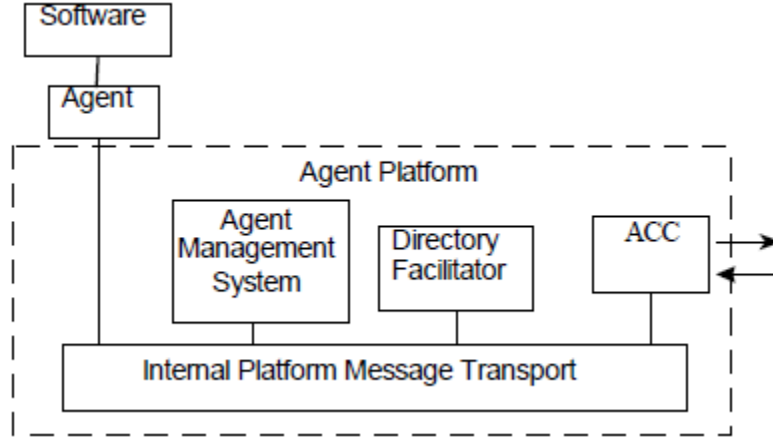 Software
Agent
Agent Platform
Agent
Management
System
Directory
Facilitator
ACC
Internal Platform Message Transport